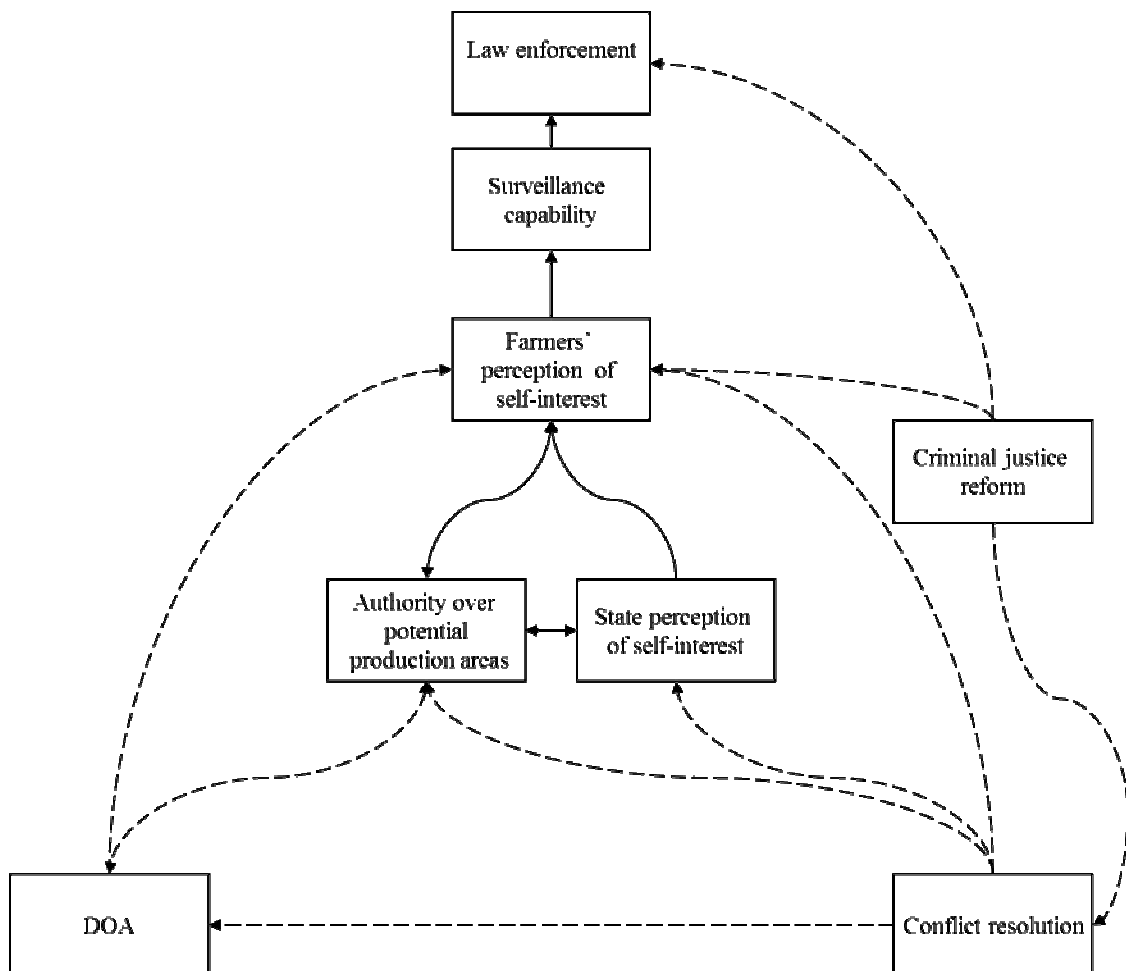 Law enforcement
Surveillance
capability
Farmers'
perception of
self-interest
Criminal justice
reform
Authority over
potential
production areas
State perception
of self-interest
DOA
Conflict resolution